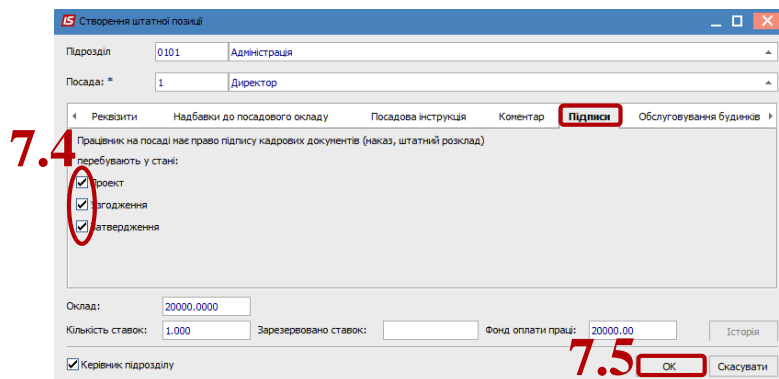 Створення штатної позиції
Підрозділ 0101 Адміністрація
Посада: * 1 Директор
Реквізити Надбавки до посадового окладу Посадова інструкція Коментар Підписи Обслуговування будинків
7.4
Працівник на посаді має право підпису кадрових документів (наказ, штатний розклад)
перебувають у стані:
Проект
Узгодження
Затвердження
Оклад: 20000.0000
Кількість ставок: 1.000 Зарезервовано ставок: Фонд оплати праці: 20000.00 Історія
Керівник підрозділу
7.5
OK Скасувати